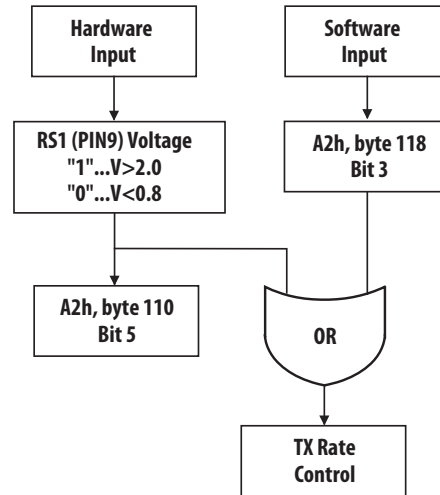 Hardware
Input
Software
Input
RS1 (PIN9) Voltage
"1"...V>2.0
"0"...V<0.8
A2h, byte 118
Bit 3
A2h, byte 110
Bit 5
OR
TX Rate
Control